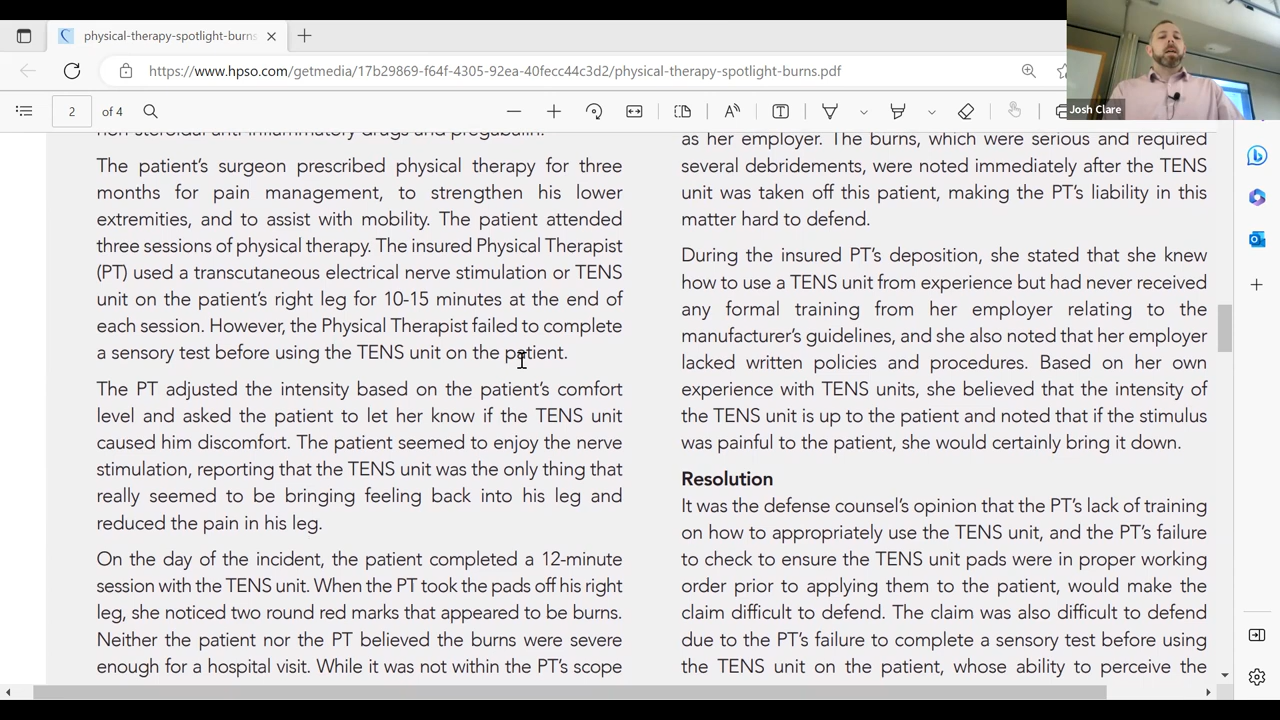 physical-therapy-spotlight-burns
https://www.hpso.com/getmedia/17b29869-f64f-4305-92ea-40fecc44c3d2/physical-therapy-spotlight-burns.pdf
Josh Clare
2 of 4
non-steroidal anti-inflammatory drugs and pregabalin.
The patient's surgeon prescribed physical therapy for three
months for pain management, to strengthen his lower
extremities, and to assist with mobility. The patient attended
three sessions of physical therapy. The insured Physical Therapist
(PT) used a transcutaneous electrical nerve stimulation or TENS
unit on the patient's right leg for 10-15 minutes at the end of
each session. However, the Physical Therapist failed to complete
a sensory test before using the TENS unit on the patient.
The PT adjusted the intensity based on the patient's comfort
level and asked the patient to let her know if the TENS unit
caused him discomfort. The patient seemed to enjoy the nerve
stimulation, reporting that the TENS unit was the only thing that
really seemed to be bringing feeling back into his leg and
reduced the pain in his leg.
On the day of the incident, the patient completed a 12-minute
session with the TENS unit. When the PT took the pads off his right
leg, she noticed two round red marks that appeared to be burns.
Neither the patient nor the PT believed the burns were severe
enough for a hospital visit. While it was not within the PT's scope
as her employer. The burns, which were serious and required
several debridements, were noted immediately after the TENS
unit was taken off this patient, making the PT's liability in this
matter hard to defend.
During the insured PT's deposition, she stated that she knew
how to use a TENS unit from experience but had never received
any formal training from her employer relating to the
manufacturer's guidelines, and she also noted that her employer
lacked written policies and procedures. Based on her own
experience with TENS units, she believed that the intensity of
the TENS unit is up to the patient and noted that if the stimulus
was painful to the patient, she would certainly bring it down.
Resolution
It was the defense counsel's opinion that the PT's lack of training
on how to appropriately use the TENS unit, and the PT's failure
to check to ensure the TENS unit pads were in proper working
order prior to applying them to the patient, would make the
claim difficult to defend. The claim was also difficult to defend
due to the PT's failure to complete a sensory test before using
the TENS unit on the patient, whose ability to perceive the